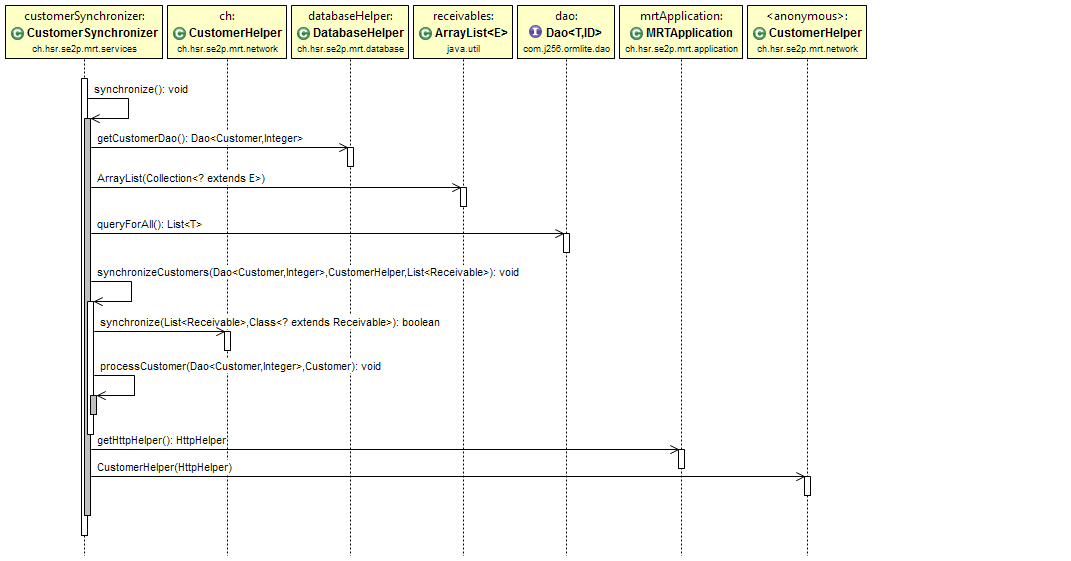 customerSynchronizer:
CustomerSynchronizer
ch.hsr.se2p.mrt.services
ch:
CustomerHelper
ch.hsr.se2p.mrt.network
databaseHelper:
DatabaseHelper
ch.hsr.se2p.mrt.database
receivables:
ArrayList<E>
java.util
dao:
Dao<T,ID>
com.j256.ormlite.dao
mrtApplication:
MRTApplication
ch.hsr.se2p.mrt.application
<anonymous>:
CustomerHelper
ch.hsr.se2p.mrt.network
synchronize(): void
getCustomerDao(): Dao<Customer,Integer>
ArrayList(Collection<? extends E>)
queryForAll(): List<T>
synchronizeCustomers(Dao<Customer,Integer>,CustomerHelper,List<Receivable>): void
synchronize(List<Receivable>,Class<? extends Receivable>): boolean
processCustomer(Dao<Customer,Integer>,Customer): void
getHttpHelper(): HttpHelper
CustomerHelper(HttpHelper)